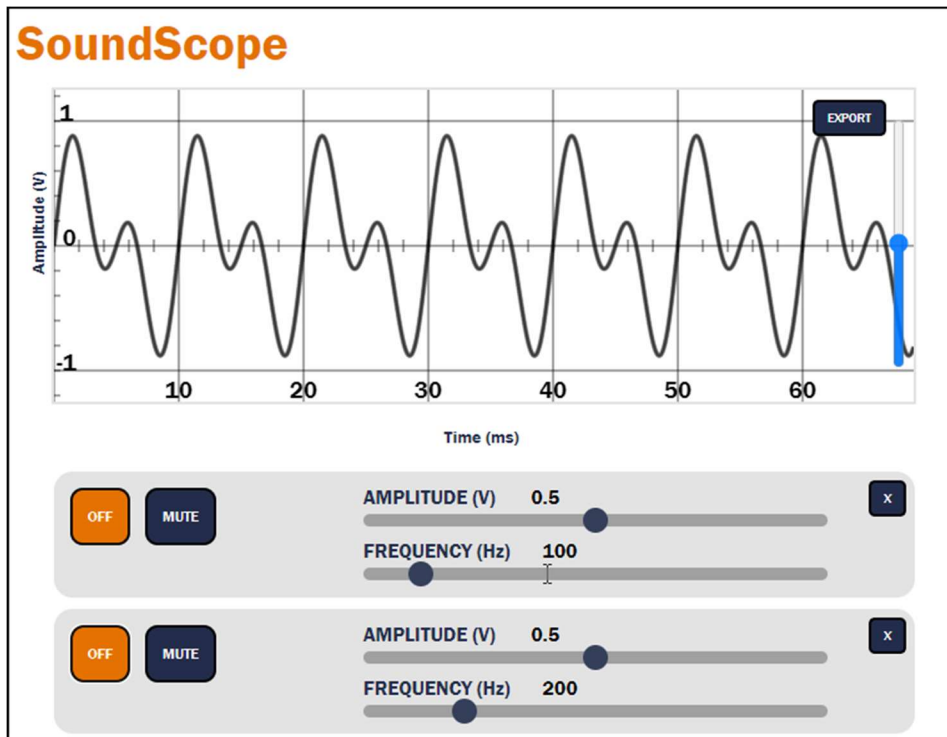 SoundScope
1
EXPORT
Amplitude (V)
0
-1
10 20 30 40 50 60
Time (ms)
OFF MUTE AMPLITUDE (V) 0.5 X
FREQUENCY (Hz) 100
OFF MUTE AMPLITUDE (V) 0.5 X
FREQUENCY (Hz) 200